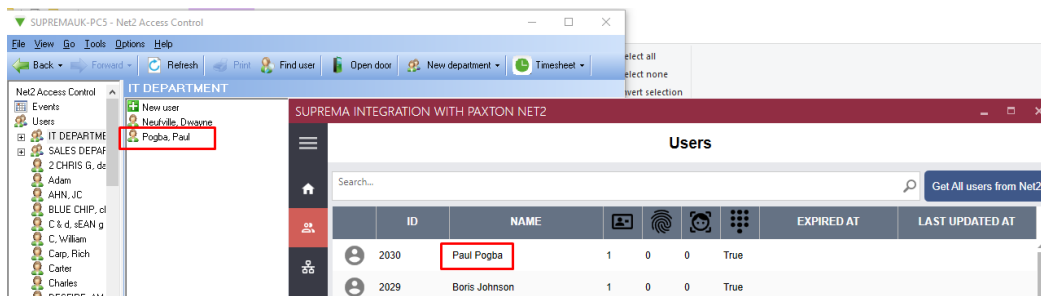 SUPREMAUK-PC5 - Net2 Access Control
File View Go Tools Options Help
Back Forward Refresh Print Find user Open door New department Timesheet
elect all
elect none
nvert selection
Net2 Access Control
Events
Users
IT DEPARTME
SALES DEPAR
2 CHRIS G, da
Adam
AHN, JC
BLUE CHIP, cl
C & d, sEAN g
C, William
Carp, Rich
Carter
Charles
IT DEPARTMENT
New user
Neufville, Dwayne
Pogba, Paul
SUPREMA INTEGRATION WITH PAXTON NET2
Users
Search...
Get All users from Net2
ID NAME EXPIRED AT LAST UPDATED AT
2030 Paul Pogba 1 0 0 True
2029 Boris Johnson 1 0 0 True